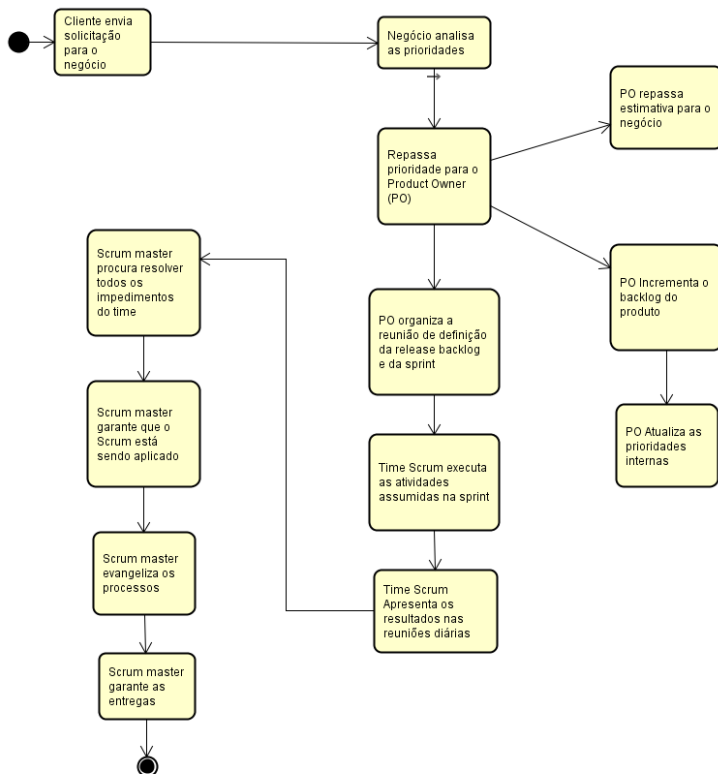 Cliente envia
solicitação
para o
negócio
Negócio analisa
as prioridades
PO repassa
estimativa para o
negócio
Repassa
prioridade para o
Product Owner
(PO)
Scrum master
procura resolver
todos os
impedimentos
do time
PO Incrementa o
backlog do
produto
PO organiza a
reunião de definição
da release backlog
e da sprint
Scrum master
garante que o
Scrum está
sendo aplicado
PO Atualiza as
prioridades
internas
Time Scrum executa
as atividades
assumidas na sprint
Scrum master
evangeliza os
processos
Time Scrum
Apresenta os
resultados nas
reuniões diárias
Scrum master
garante as
entregas